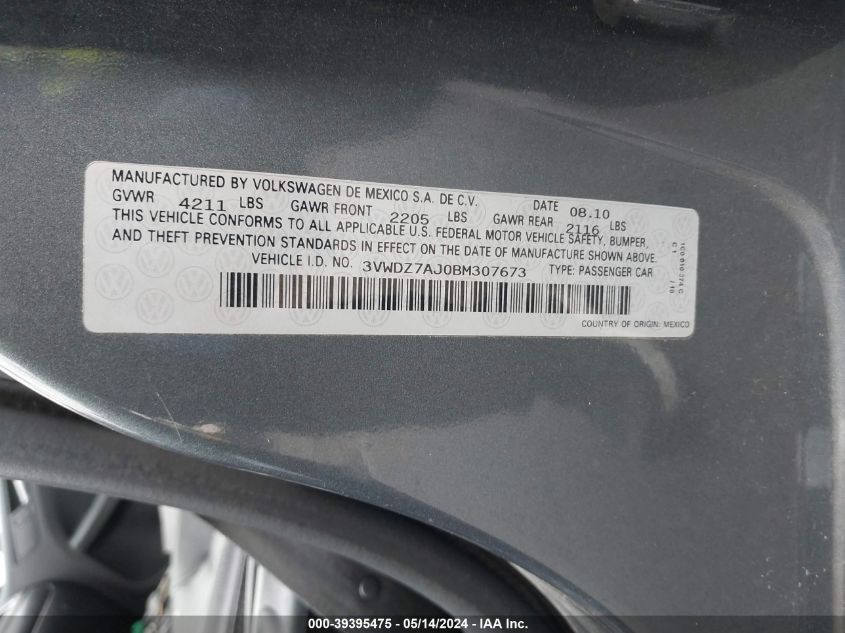 MANUFACTURED BY VOLKSWAGEN DE MEXICO S.A. DE C.V. DATE 08.10
GVWR 4211 LBS GAWR FRONT 2205 LBS GAWR REAR 2116 LBS
THIS VEHICLE CONFORMS TO ALL APPLICABLE U.S. FEDERAL MOTOR VEHICLE SAFETY, BUMPER,
AND THEFT PREVENTION STANDARDS IN EFFECT ON THE DATE OF MANUFACTURE SHOWN ABOVE.
VEHICLE I.D. NO. 3VWDZ7AJ0BM307673 TYPE: PASSENGER CAR
COUNTRY OF ORIGIN: MEXICO
1C0 010 274 G
000-39395475 - 05/14/2024 - IAA Inc.